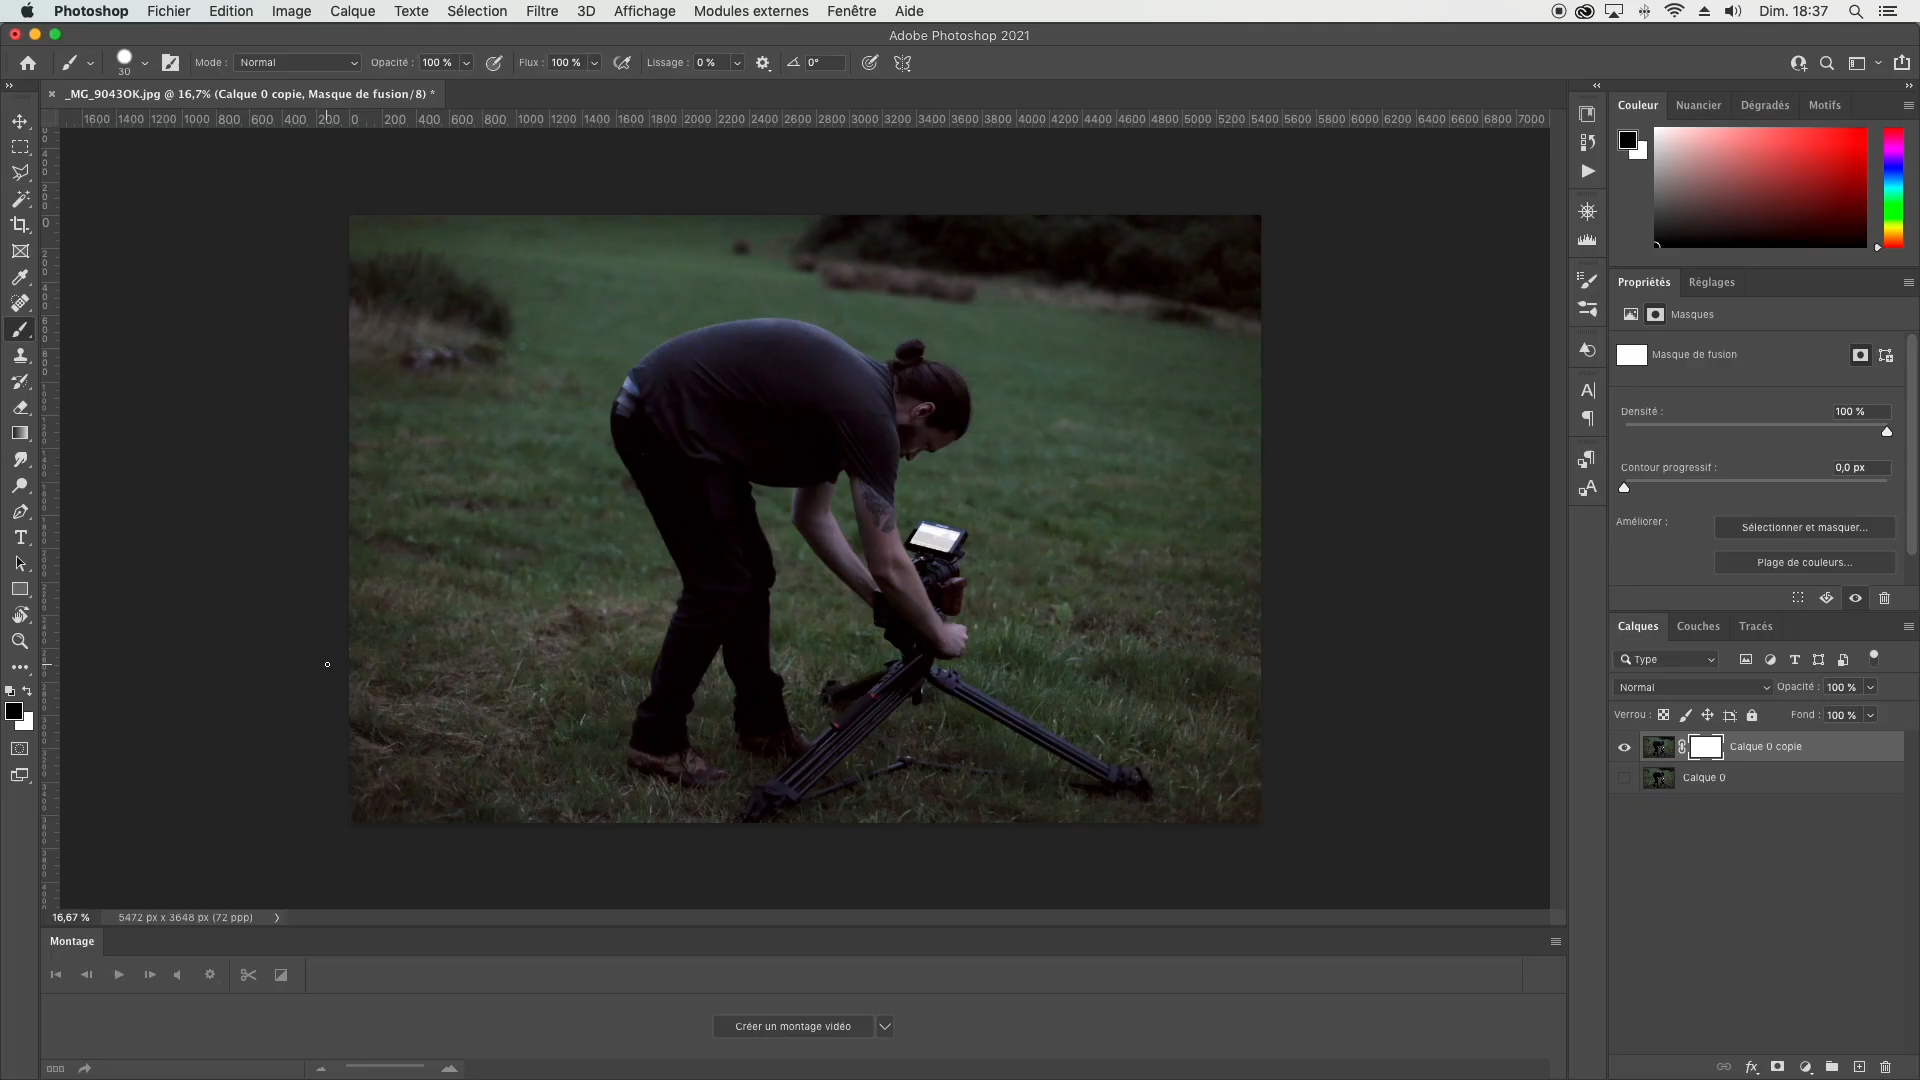 Photoshop Fichier Edition Image Calque Texte Sélection Filtre 3D Affichage Modules externes Fenêtre Aide Dim. 18:37
Adobe Photoshop 2021
30 Mode : Normal Opacité : 100 % Flux : 100 % Lissage : 0 % 0°
_MG_9043OK.jpg @ 16,7% (Calque 0 copie, Masque de fusion/8) *
1600 1400 1200 1000 800 600 400 200 0 200 400 600 800 1000 1200 1400 1600 1800 2000 2200 2400 2600 2800 3000 3200 3400 3600 3800 4000 4200 4400 4600 4800 5000 5200 5400 5600 5800 6000 6200 6400 6600 6800 7000
Couleur Nuancier Dégradés Motifs
Propriétés Réglages
Masques
Masque de fusion
Densité : 100 %
Contour progressif : 0,0 px
Améliorer : Sélectionner et masquer...
Plage de couleurs...
Calques Couches Tracés
Type
Normal Opacité : 100 %
Verrou : Fond : 100 %
Calque 0 copie
Calque 0
16,67 % 5472 px x 3648 px (72 ppp)
Montage
Créer un montage vidéo